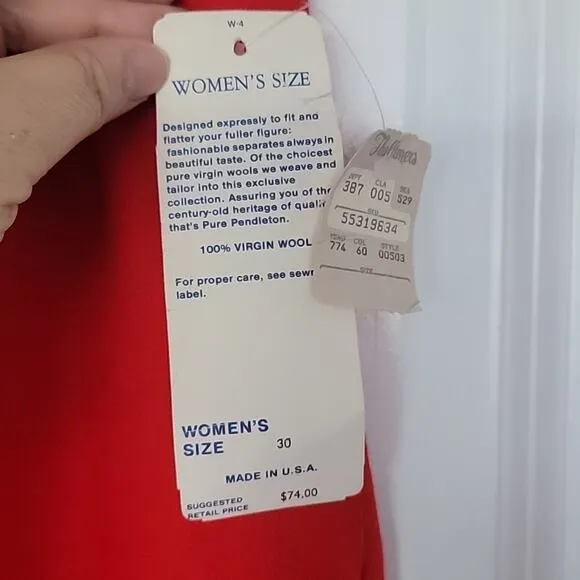 W-4
WOMEN'S SIZE
Designed expressly to fit and
flatter your fuller figure:
fashionable separates always in
beautiful taste. Of the choicest
pure virgin wools we weave and
tailor into this exclusive
collection. Assuring you of the
century-old heritage of
that's Pure Pendleton.
100% VIRGIN WOOL
For proper care, see
label.
WOMEN'S
SIZE 30
MADE IN U.S.A.
SUGGESTED
RETAIL PRICE $74.00
DEPT CLA SEA
387 005 529
SKU
55319634
VEND COL STYLE
774 60 00503
SIZE